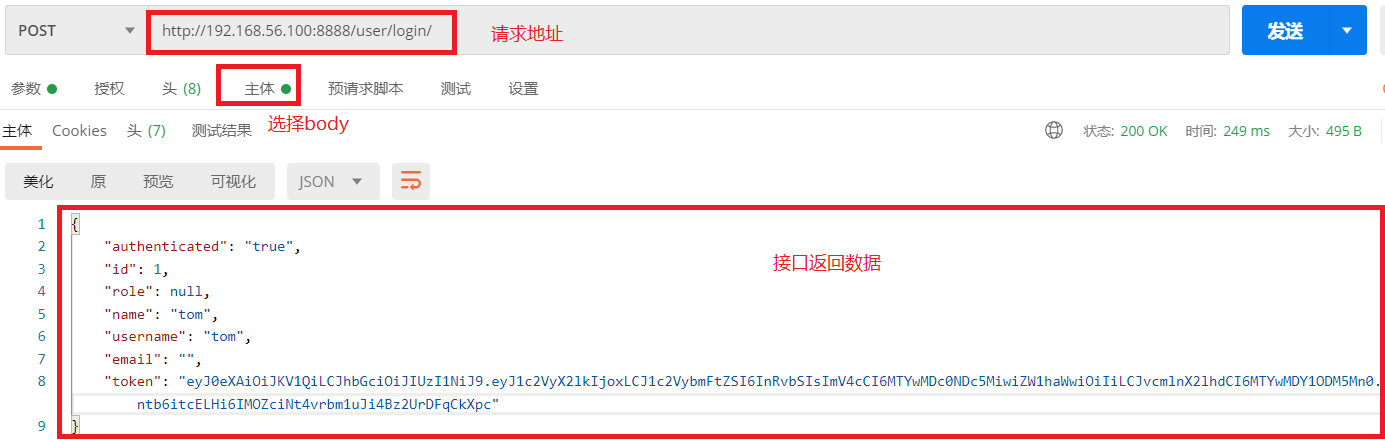 POST http://192.168.56.100:8888/user/login/ 请求地址 发送
参数 授权 头 (8) 主体 预请求脚本 测试 设置
选择body
主体 Cookies 头 (7) 测试结果 状态: 200 OK 时间: 249 ms 大小: 495 B
美化 原 预览 可视化 JSON
1 {
2 "authenticated": "true",
接口返回数据
3 "id": 1,
4 "role": null,
5 "name": "tom",
6 "username": "tom",
7 "email": "",
8 "token": "eyJ0eXAiOiJKV1QiLCJhbGciOiJIUzI1NiJ9.eyJ1c2VyX2lkIjoxLCJ1c2VybmFtZSI6InRvbSIsImV4cCI6MTYwMDc0NDc5MiwiZW1haWwiOiIiLCJvcmlnX2lhdCI6MTYwMDY1ODM5Mn0.
ntb6itcELHi6IMOZciNt4vrbm1uJi4Bz2UrDFqCkXpc"
9 }